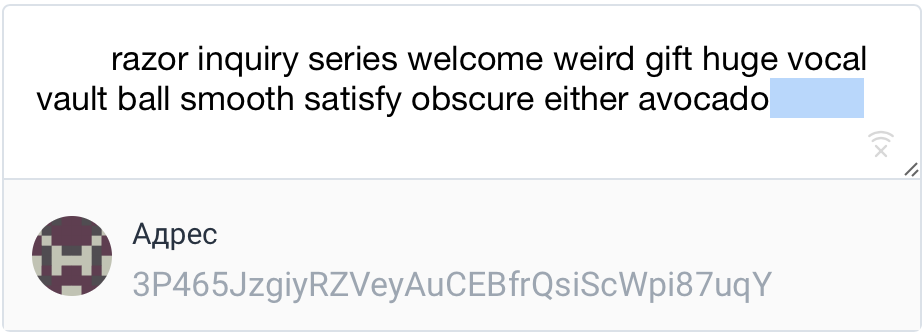 razor inquiry series welcome weird gift huge vocal
vault ball smooth satisfy obscure either avocado
Адрес
3P465JzgiyRZVeyAuCEBfrQsiScWpi87uqY